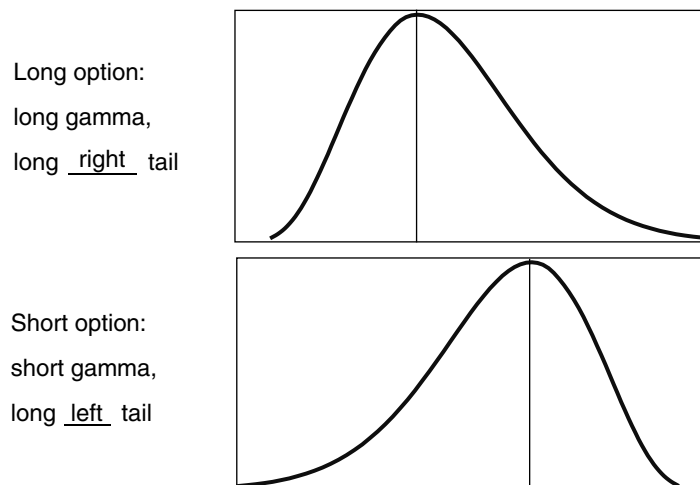 Long option:
long gamma,
long right tail
Short option:
short gamma,
long left tail